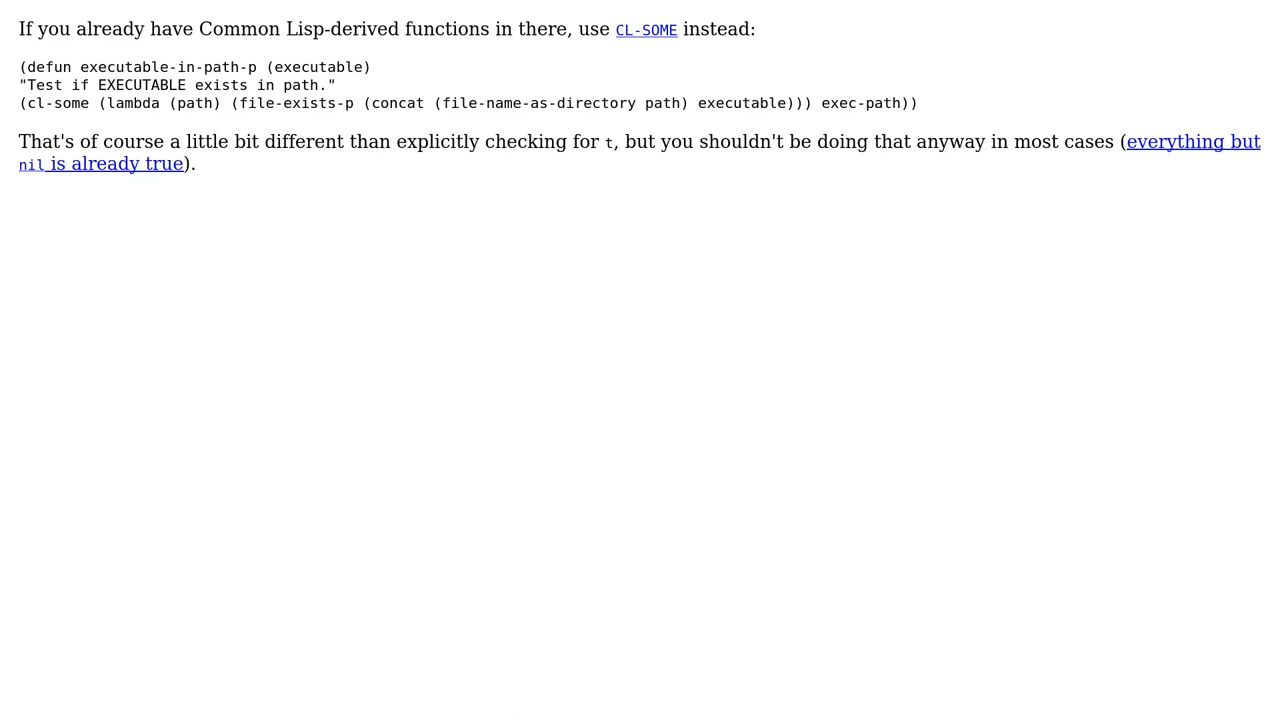 If you already have Common Lisp-derived functions in there, use CL-SOME instead:
(defun executable-in-path-p (executable)
"Test if EXECUTABLE exists in path."
(cl-some (lambda (path) (file-exists-p (concat (file-name-as-directory path) executable))) exec-path))
That's of course a little bit different than explicitly checking for t, but you shouldn't be doing that anyway in most cases (everything but
nil is already true).